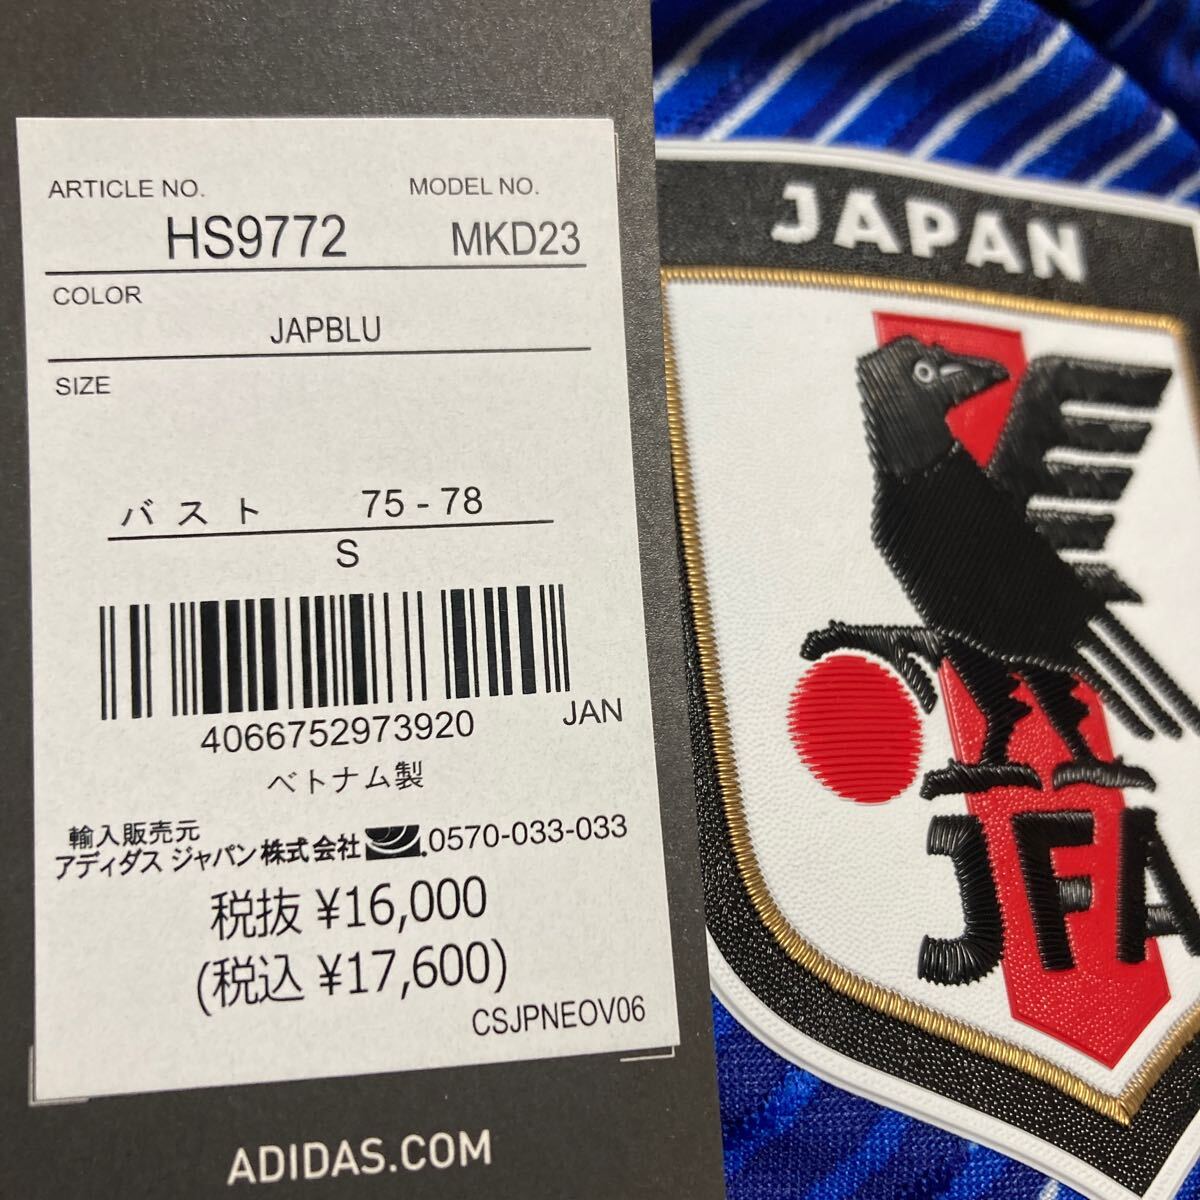 ARTICLE NO. MODEL NO.
HS9772 MKD23
COLOR
JAPBLU
SIZE
バスト 75 - 78
S
4066752973920 JAN
ベトナム製
輸入販売元
アディダス ジャパン株式会社 0570-033-033
税抜 ¥16,000
(税込 ¥17,600)
CSJPNEOV06
ADIDAS.COM
JAPAN
JFA